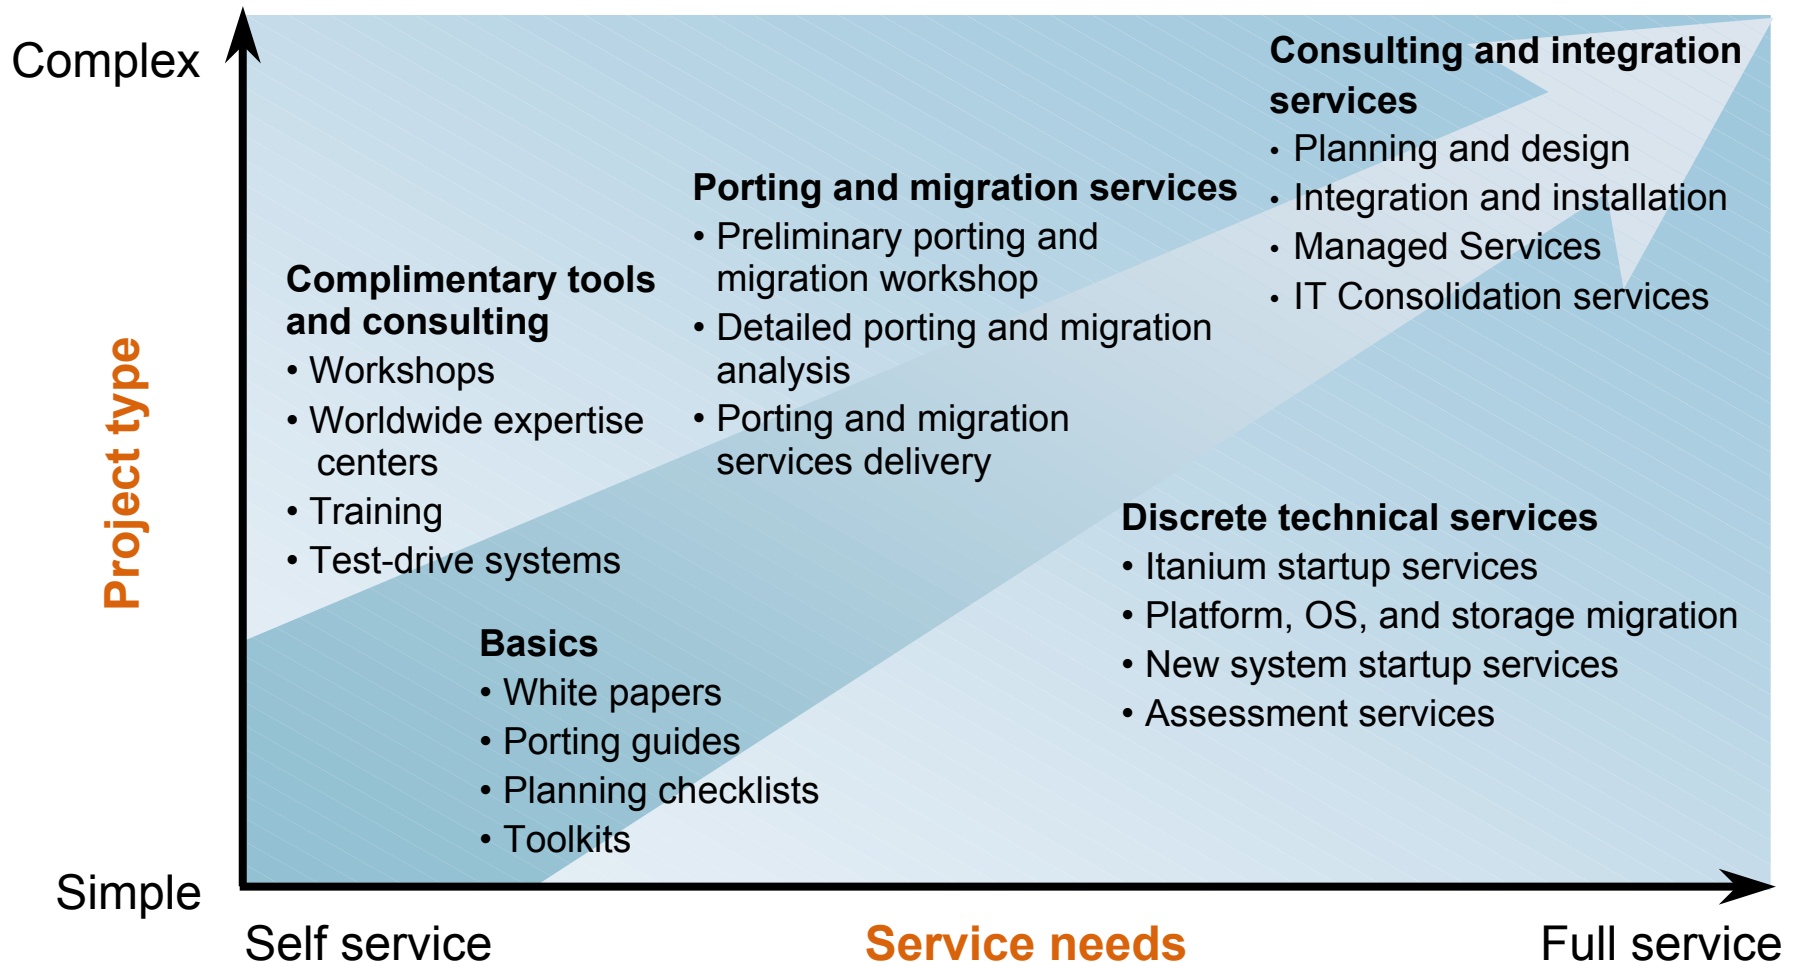 Complex
Project type
Simple
Complimentary tools
and consulting
• Workshops
• Worldwide expertise
centers
• Training
• Test-drive systems
Porting and migration services
• Preliminary porting and
migration workshop
• Detailed porting and migration
analysis
• Porting and migration
services delivery
Consulting and integration
services
• Planning and design
• Integration and installation
• Managed Services
• IT Consolidation services
Basics
• White papers
• Porting guides
• Planning checklists
• Toolkits
Discrete technical services
• Itanium startup services
• Platform, OS, and storage migration
• New system startup services
• Assessment services
Self service
Service needs
Full service